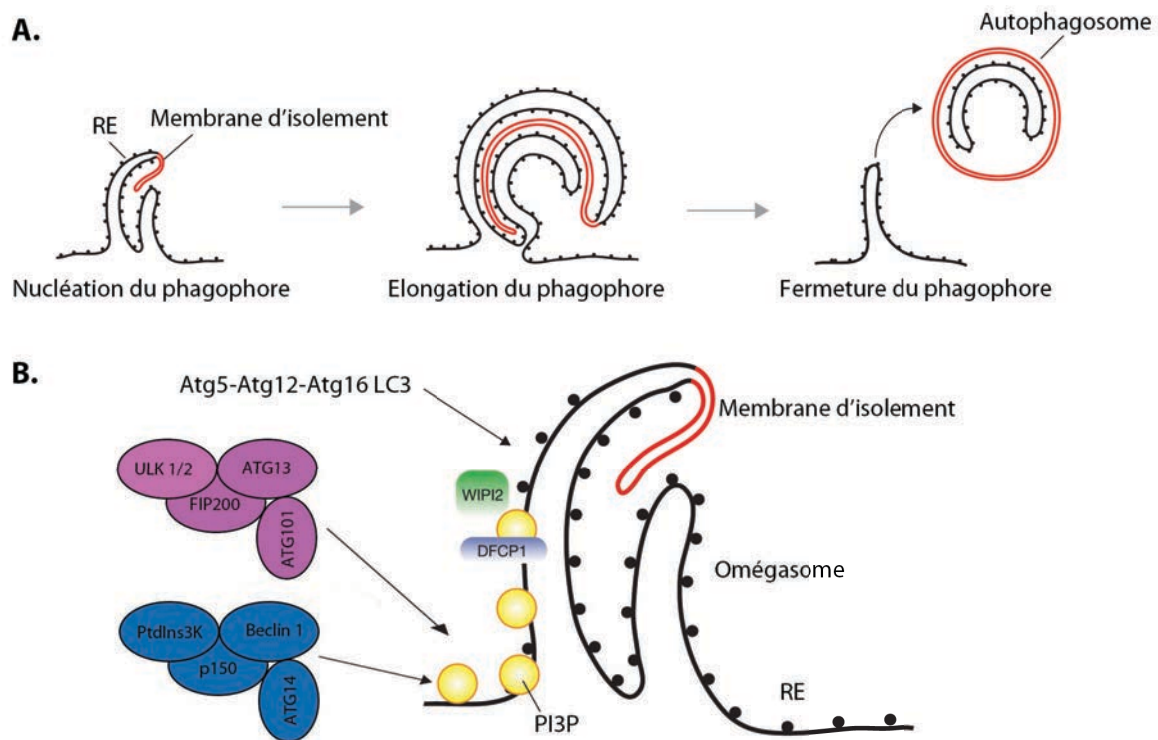 A.
Autophagosome
RE
Membrane d'isolement
Nucléation du phagophore
Elongation du phagophore
Fermeture du phagophore
B.
Atg5-Atg12-Atg16 LC3
Membrane d'isolement
ULK 1/2
ATG13
FIP200
ATG101
WIPI2
DFCP1
Omégasome
PtdIns3K
Beclin 1
p150
ATG14
PI3P
RE